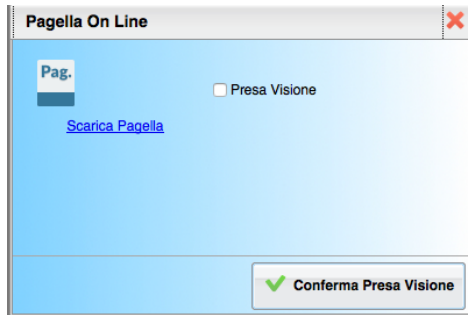 Pagella On Line
Pag.
Presa Visione
Scarica Pagella
Conferma Presa Visione